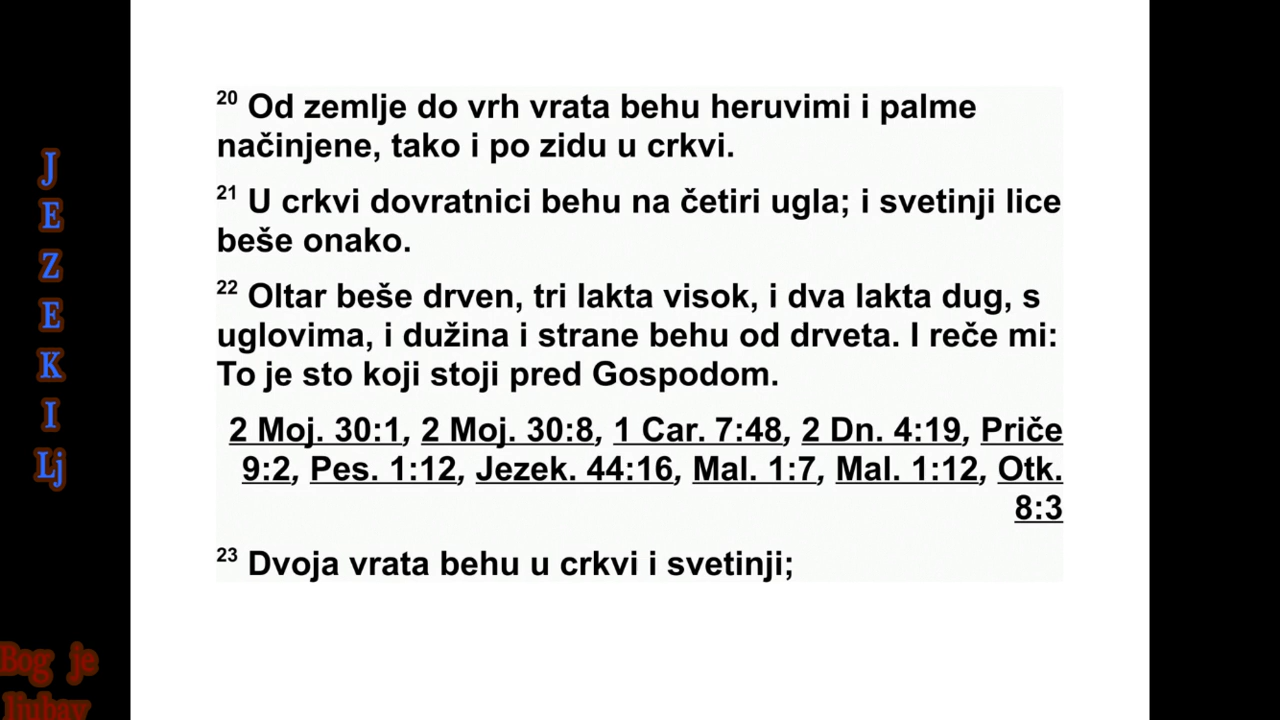 J
E
Z
E
K
I
Lj
Bog je
ljubav
20 Od zemlje do vrh vrata behu heruvimi i palme
načinjene, tako i po zidu u crkvi.
21 U crkvi dovratnici behu na četiri ugla; i svetinji lice
beše onako.
22 Oltar beše drven, tri lakta visok, i dva lakta dug, s
uglovima, i dužina i strane behu od drveta. I reče mi:
To je sto koji stoji pred Gospodom.
2 Moj. 30:1, 2 Moj. 30:8, 1 Car. 7:48, 2 Dn. 4:19, Priče
9:2, Pes. 1:12, Jezek. 44:16, Mal. 1:7, Mal. 1:12, Otk.
8:3
23 Dvoja vrata behu u crkvi i svetinji;